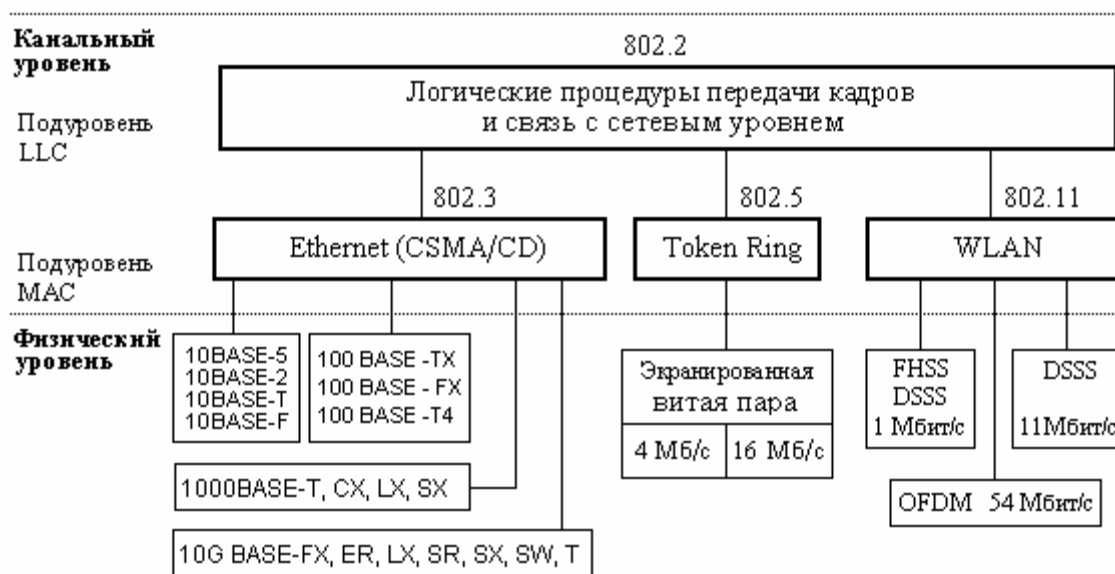 Канальный
уровень
802.2
Логические процедуры передачи кадров
и связь с сетевым уровнем
Подуровень
LLC
802.3
802.5
802.11
Ethernet (CSMA/CD)
Token Ring
WLAN
Подуровень
MAC
Физический
уровень
10BASE-5
10BASE-2
10BASE-T
10BASE-F
100 BASE -TX
100 BASE - FX
100 BASE -T4
Экранированная
витая пара
4 Мб/с
16 Мб/с
FHSS
DSSS
1 Мбит/с
DSSS
11Мбит/с
1000BASE-T, CX, LX, SX
OFDM 54 Мбит/с
10G BASE-FX, ER, LX, SR, SX, SW, T